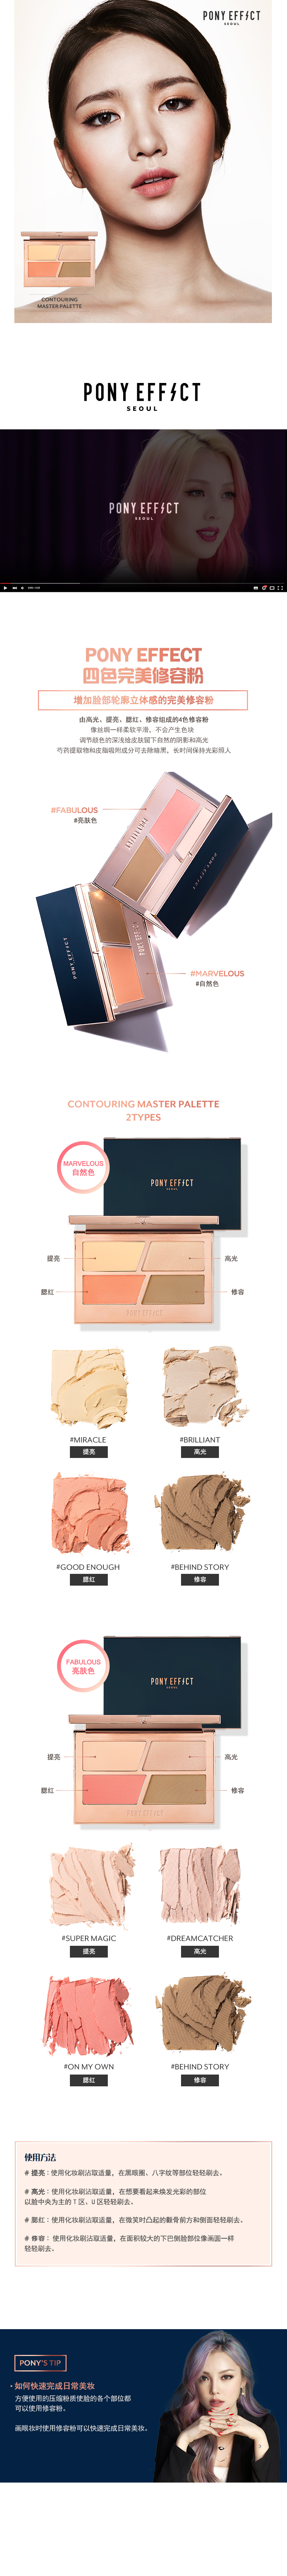 PONY EFFECT
SEOUL
CONTOURING
MASTER PALETTE
PONY EFFECT
SEOUL
PONY EFFECT
SEOUL
PONY EFFECT
四色完美修容粉
增加脸部轮廓立体感的完美修容粉
由高光、提亮、腮红、修容组成的4色修容粉
像丝绸一样柔软平滑，不会产生色块
调节颜色的深浅给皮肤留下自然的阴影和高光
芍药提取物和皮脂吸附成分可去除暗黑，长时间保持光彩照人
#FABULOUS
#亮肤色
PONY EFFECT
PONY EFFECT
PONY EFFECT
PONY EFFECT
#MARVELOUS
#自然色
CONTOURING MASTER PALETTE
2TYPES
MARVELOUS
自然色
PONY EFFECT
SEOUL
提亮
高光
腮红
修容
PONY EFFECT
#MIRACLE
#BRILLIANT
提亮
高光
#GOOD ENOUGH
#BEHIND STORY
腮红
修容
FABULOUS
亮肤色
PONY EFFECT
SEOUL
提亮
高光
腮红
修容
PONY EFFECT
#SUPER MAGIC
#DREAMCATCHER
提亮
高光
#ON MY OWN
#BEHIND STORY
腮红
修容
使用方法
# 提亮：使用化妆刷沾取适量，在黑眼圈、八字纹等部位轻轻刷去。
# 高光：使用化妆刷沾取适量，在想要看起来焕发光彩的部位
以脸中央为主的 T 区、U 区轻轻刷去。
# 腮红：使用化妆刷沾取适量，在微笑时凸起的颧骨前方和侧面轻轻刷去。
# 修容： 使用化妆刷沾取适量，在面积较大的下巴侧脸部位像画圆一样
轻轻刷去。
PONY'S TIP
• 如何快速完成日常美妆
方便使用的压缩粉质使脸的各个部位都
可以使用修容粉。
画眼妆时使用修容粉可以快速完成日常美妆。